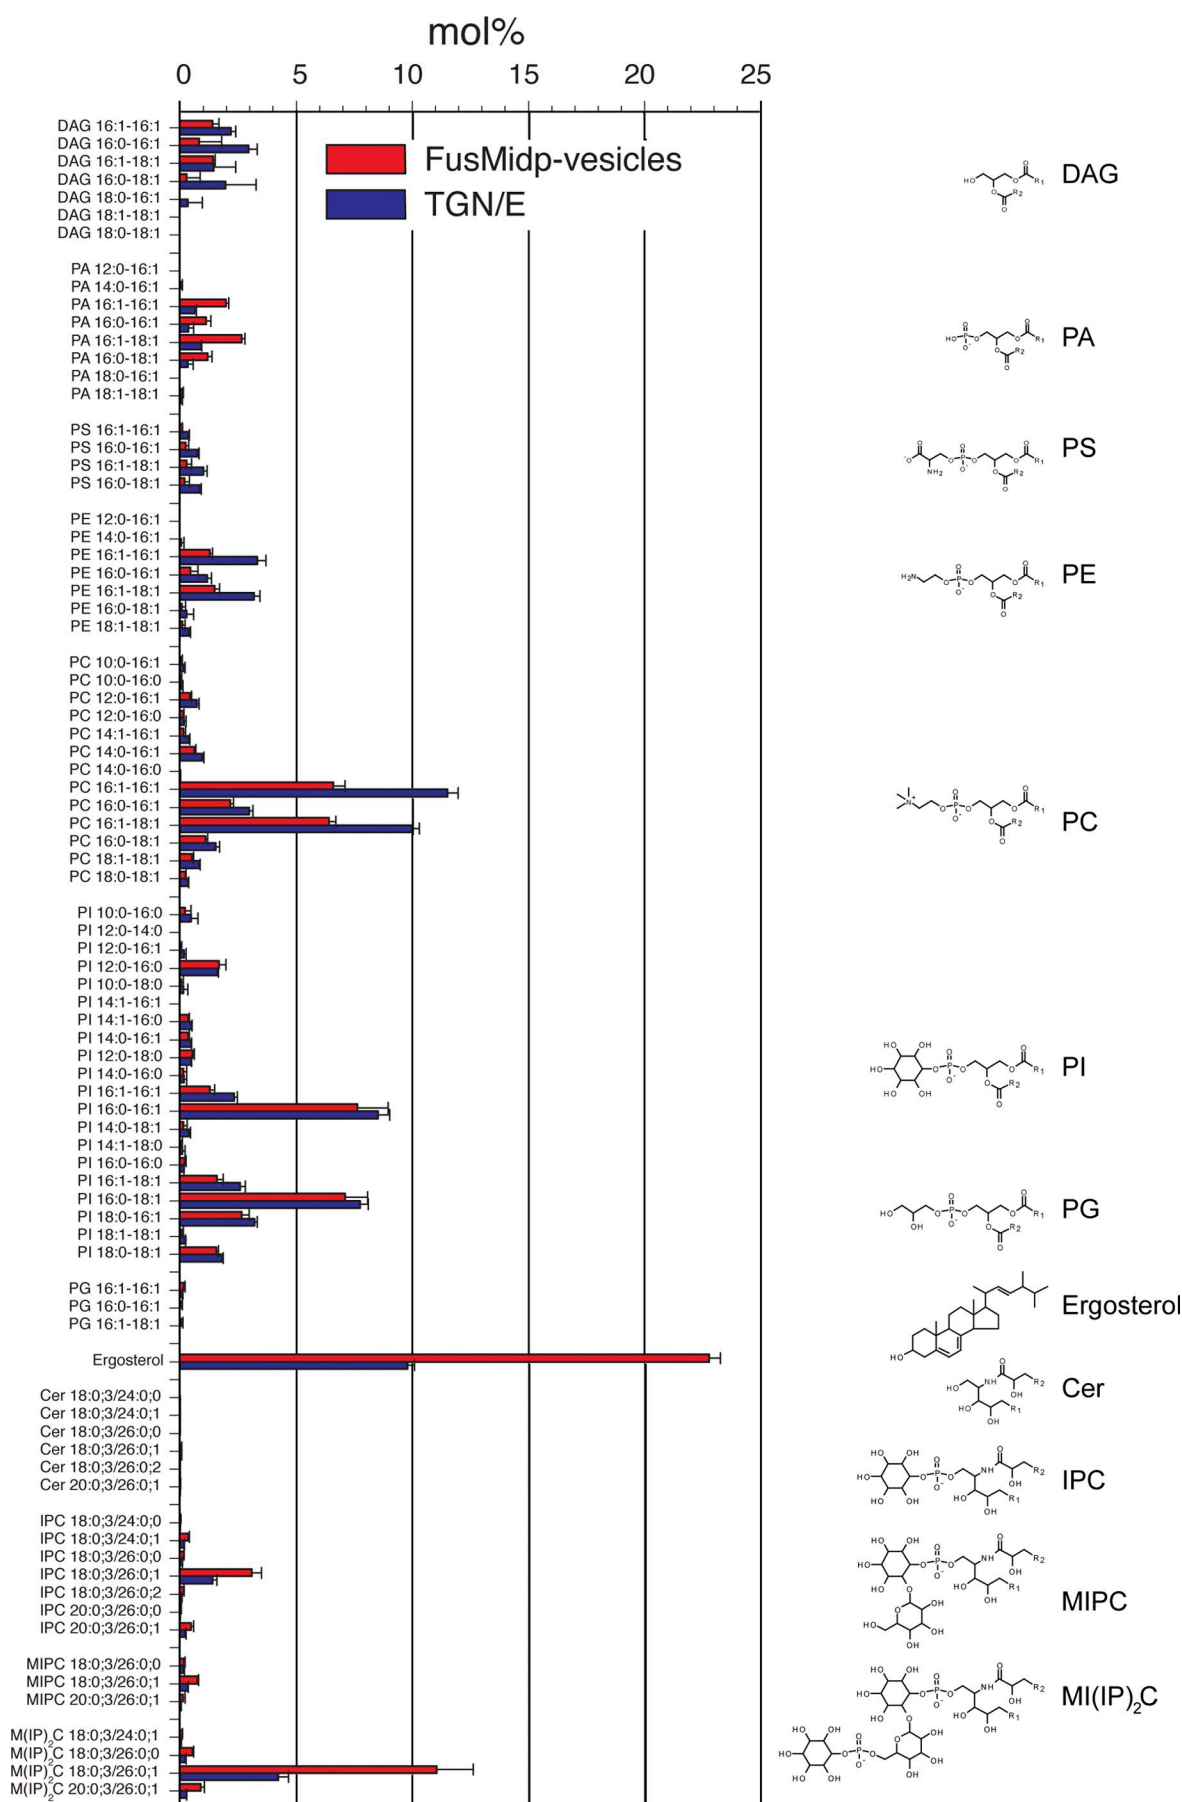 mol%
0 5 10 15 20 25
FusMidp-vesicles
TGN/E
DAG 16:1-16:1
DAG 16:0-16:1
DAG 16:1-18:1
DAG 16:0-18:1
DAG 18:0-16:1
DAG 18:1-18:1
DAG 18:0-18:1
DAG
PA 12:0-16:1
PA 14:0-16:1
PA 16:1-16:1
PA 16:0-16:1
PA 16:1-18:1
PA 16:0-18:1
PA 18:0-16:1
PA 18:1-18:1
PA
PS 16:1-16:1
PS 16:0-16:1
PS 16:1-18:1
PS 16:0-18:1
PS
PE 12:0-16:1
PE 14:0-16:1
PE 16:1-16:1
PE 16:0-16:1
PE 16:1-18:1
PE 16:0-18:1
PE 18:1-18:1
PE
PC 10:0-16:1
PC 10:0-16:0
PC 12:0-16:1
PC 12:0-16:0
PC 14:1-16:1
PC 14:0-16:1
PC 14:0-16:0
PC 16:1-16:1
PC 16:0-16:1
PC 16:1-18:1
PC 16:0-18:1
PC 18:1-18:1
PC 18:0-18:1
PC
PI 10:0-16:0
PI 12:0-14:0
PI 12:0-16:1
PI 12:0-16:0
PI 10:0-18:0
PI 14:1-16:1
PI 14:1-16:0
PI 14:0-16:1
PI 12:0-18:0
PI 14:0-16:0
PI 16:1-16:1
PI 16:0-16:1
PI 14:0-18:1
PI 14:1-18:0
PI 16:0-16:0
PI 16:1-18:1
PI 16:0-18:1
PI 18:0-16:1
PI 18:1-18:1
PI 18:0-18:1
PI
PG 16:1-16:1
PG 16:0-16:1
PG 16:1-18:1
PG
Ergosterol
Ergosterol
Cer 18:0;3/24:0;0
Cer 18:0;3/24:0;1
Cer 18:0;3/26:0;0
Cer 18:0;3/26:0;1
Cer 18:0;3/26:0;2
Cer 20:0;3/26:0;1
Cer
IPC 18:0;3/24:0;0
IPC 18:0;3/24:0;1
IPC 18:0;3/26:0;0
IPC 18:0;3/26:0;1
IPC 18:0;3/26:0;2
IPC 20:0;3/26:0;0
IPC 20:0;3/26:0;1
IPC
MIPC 18:0;3/26:0;0
MIPC 18:0;3/26:0;1
MIPC 20:0;3/26:0;1
MIPC
M(IP)₂C 18:0;3/24:0;1
M(IP)₂C 18:0;3/26:0;0
M(IP)₂C 18:0;3/26:0;1
M(IP)₂C 20:0;3/26:0;1
MI(IP)₂C